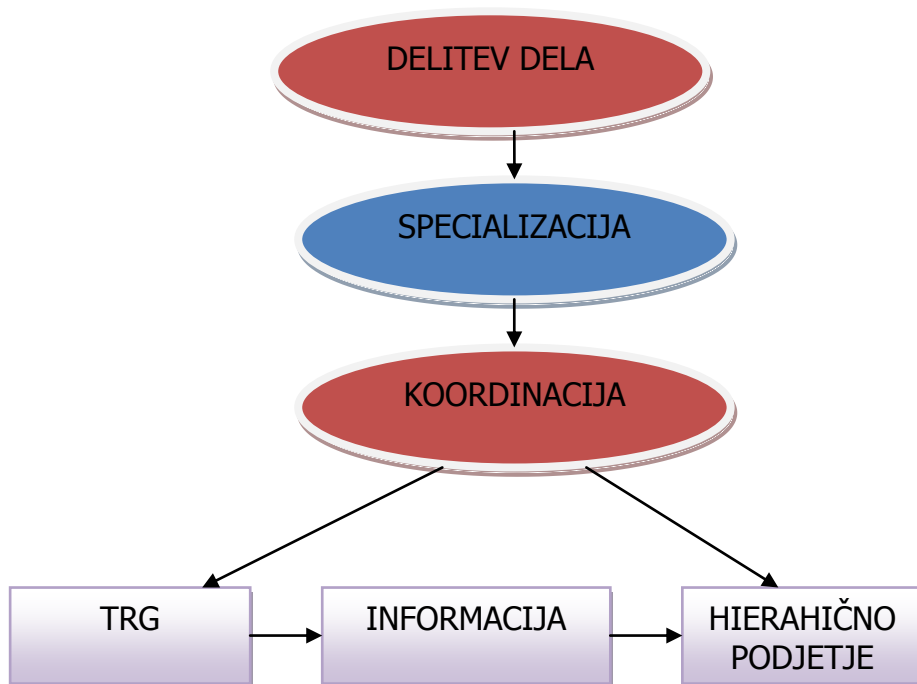 DELITEV DELA
SPECIALIZACIJA
KOORDINACIJA
TRG
INFORMACIJA
HIERAHIČNO
PODJETJE